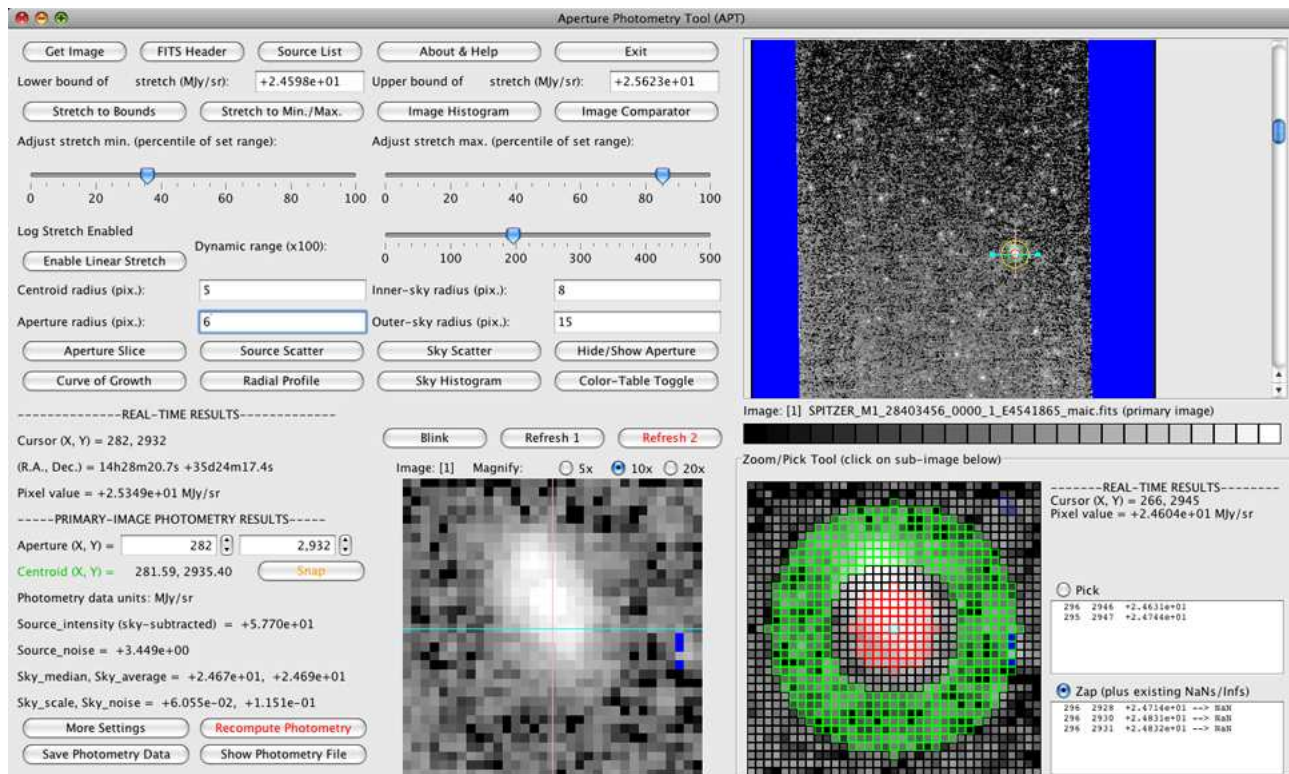 Aperture Photometry Tool (APT)
Get Image FITS Header Source List About & Help Exit
Lower bound of stretch (MJy/sr): +2.4598e+01 Upper bound of stretch (MJy/sr): +2.5623e+01
Stretch to Bounds Stretch to Min./Max. Image Histogram Image Comparator
Adjust stretch min. (percentile of set range): Adjust stretch max. (percentile of set range):
0 20 40 60 80 100 0 20 40 60 80 100
Log Stretch Enabled
Dynamic range (x100):
Enable Linear Stretch
0 100 200 300 400 500
Centroid radius (pix.): 5 Inner-sky radius (pix.): 8
Aperture radius (pix.): 6 Outer-sky radius (pix.): 15
Aperture Slice Source Scatter Sky Scatter Hide/Show Aperture
Curve of Growth Radial Profile Sky Histogram Color-Table Toggle
--------------REAL-TIME RESULTS-------------
Cursor (X, Y) = 282, 2932
(R.A., Dec.) = 14h28m20.7s +35d24m17.4s
Pixel value = +2.5349e+01 MJy/sr
-----PRIMARY-IMAGE PHOTOMETRY RESULTS-----
Aperture (X, Y) = 282 2,932
Centroid (X, Y) = 281.59, 2935.40 Snap
Photometry data units: MJy/sr
Source_intensity (sky-subtracted) = +5.770e+01
Source_noise = +3.449e+00
Sky_median, Sky_average = +2.467e+01, +2.469e+01
Sky_scale, Sky_noise = +6.055e-02, +1.151e-01
More Settings Recompute Photometry
Save Photometry Data Show Photometry File
Blink Refresh 1 Refresh 2
Image: [1] Magnify: 5x 10x 20x
Image: [1] SPITZER_M1_28403456_0000_1_E4541865_maic.fits (primary image)
Zoom/Pick Tool (click on sub-image below)
--------REAL-TIME RESULTS--------
Cursor (X, Y) = 266, 2945
Pixel value = +2.4604e+01 MJy/sr
Pick
296 2946 +2.4631e+01
295 2947 +2.4744e+01
Zap (plus existing NaNs/Infs)
296 2928 +2.4714e+01 --> NaN
296 2930 +2.4831e+01 --> NaN
296 2931 +2.4832e+01 --> NaN